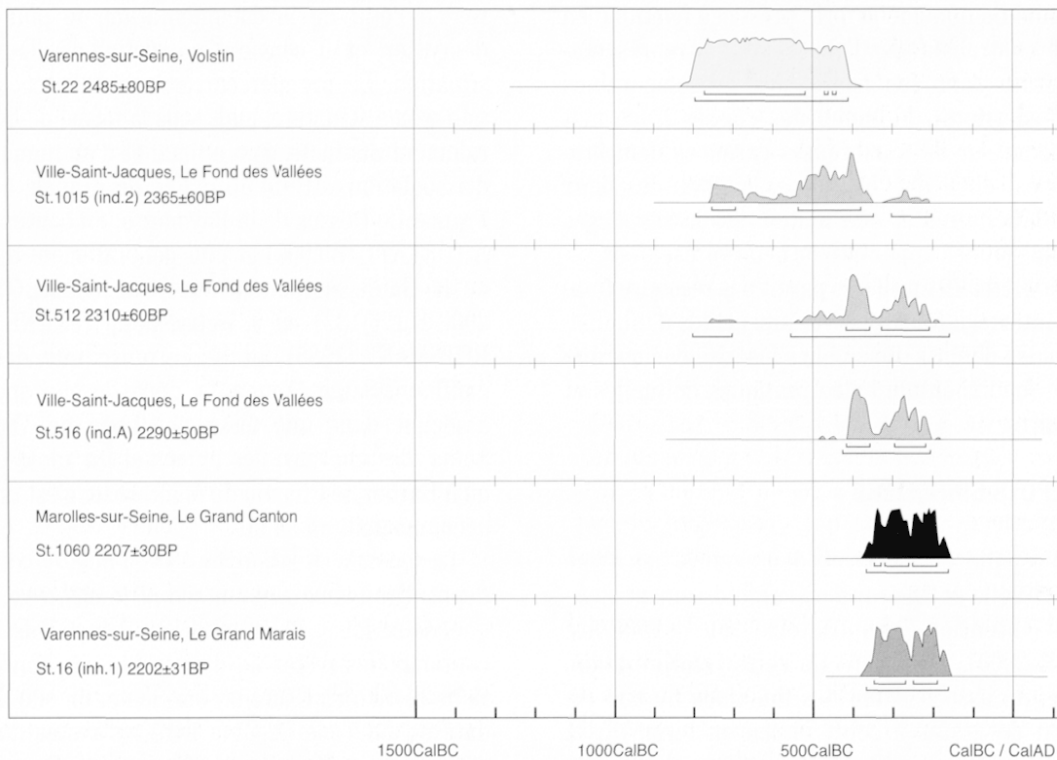 Varennes-sur-Seine, Volstin
St.22 2485±80BP
Ville-Saint-Jacques, Le Fond des Vallées
St.1015 (ind.2) 2365±60BP
Ville-Saint-Jacques, Le Fond des Vallées
St.512 2310±60BP
Ville-Saint-Jacques, Le Fond des Vallées
St.516 (ind.A) 2290±50BP
Marolles-sur-Seine, Le Grand Canton
St.1060 2207±30BP
Varennes-sur-Seine, Le Grand Marais
St.16 (inh.1) 2202±31BP
1500CalBC 1000CalBC 500CalBC CalBC / CalAD